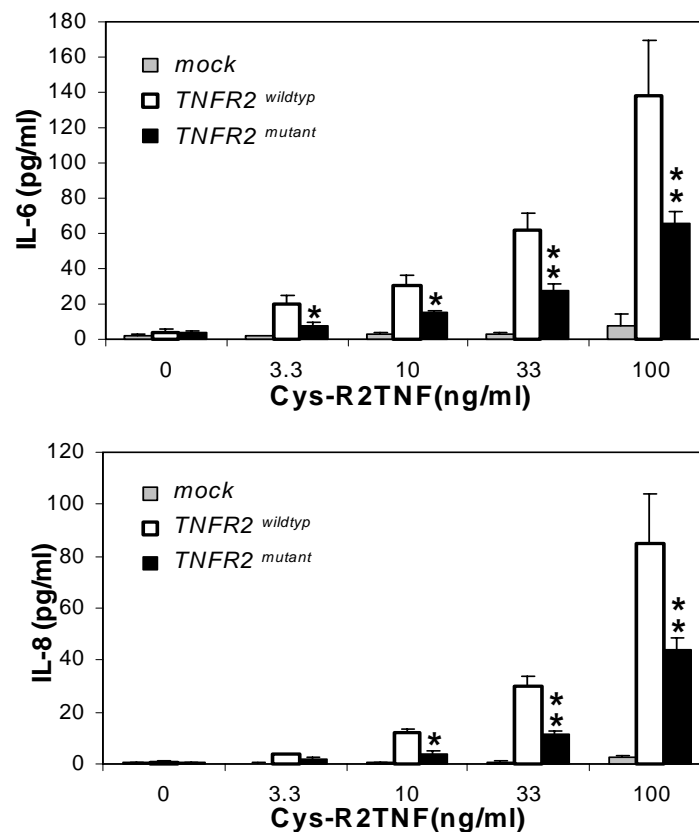 180
160
140
120
100
80
60
40
20
0
IL-6 (pg/ml)
mock
TNFR2 wildtyp
TNFR2 mutant
*
*
**
**
0 3.3 10 33 100
Cys-R2TNF(ng/ml)
120
100
80
60
40
20
0
IL-8 (pg/ml)
mock
TNFR2 wildtyp
TNFR2 mutant
*
**
**
0 3.3 10 33 100
Cys-R2TNF(ng/ml)